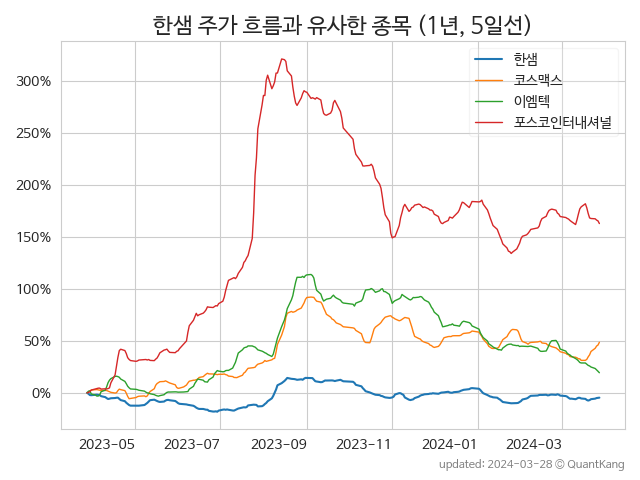 한샘 주가 흐름과 유사한 종목 (1년, 5일선)
한샘
코스맥스
이엠텍
포스코인터내셔널
300%
250%
200%
150%
100%
50%
0%
2023-05 2023-07 2023-09 2023-11 2024-01 2024-03
updated: 2024-03-28 © QuantKang